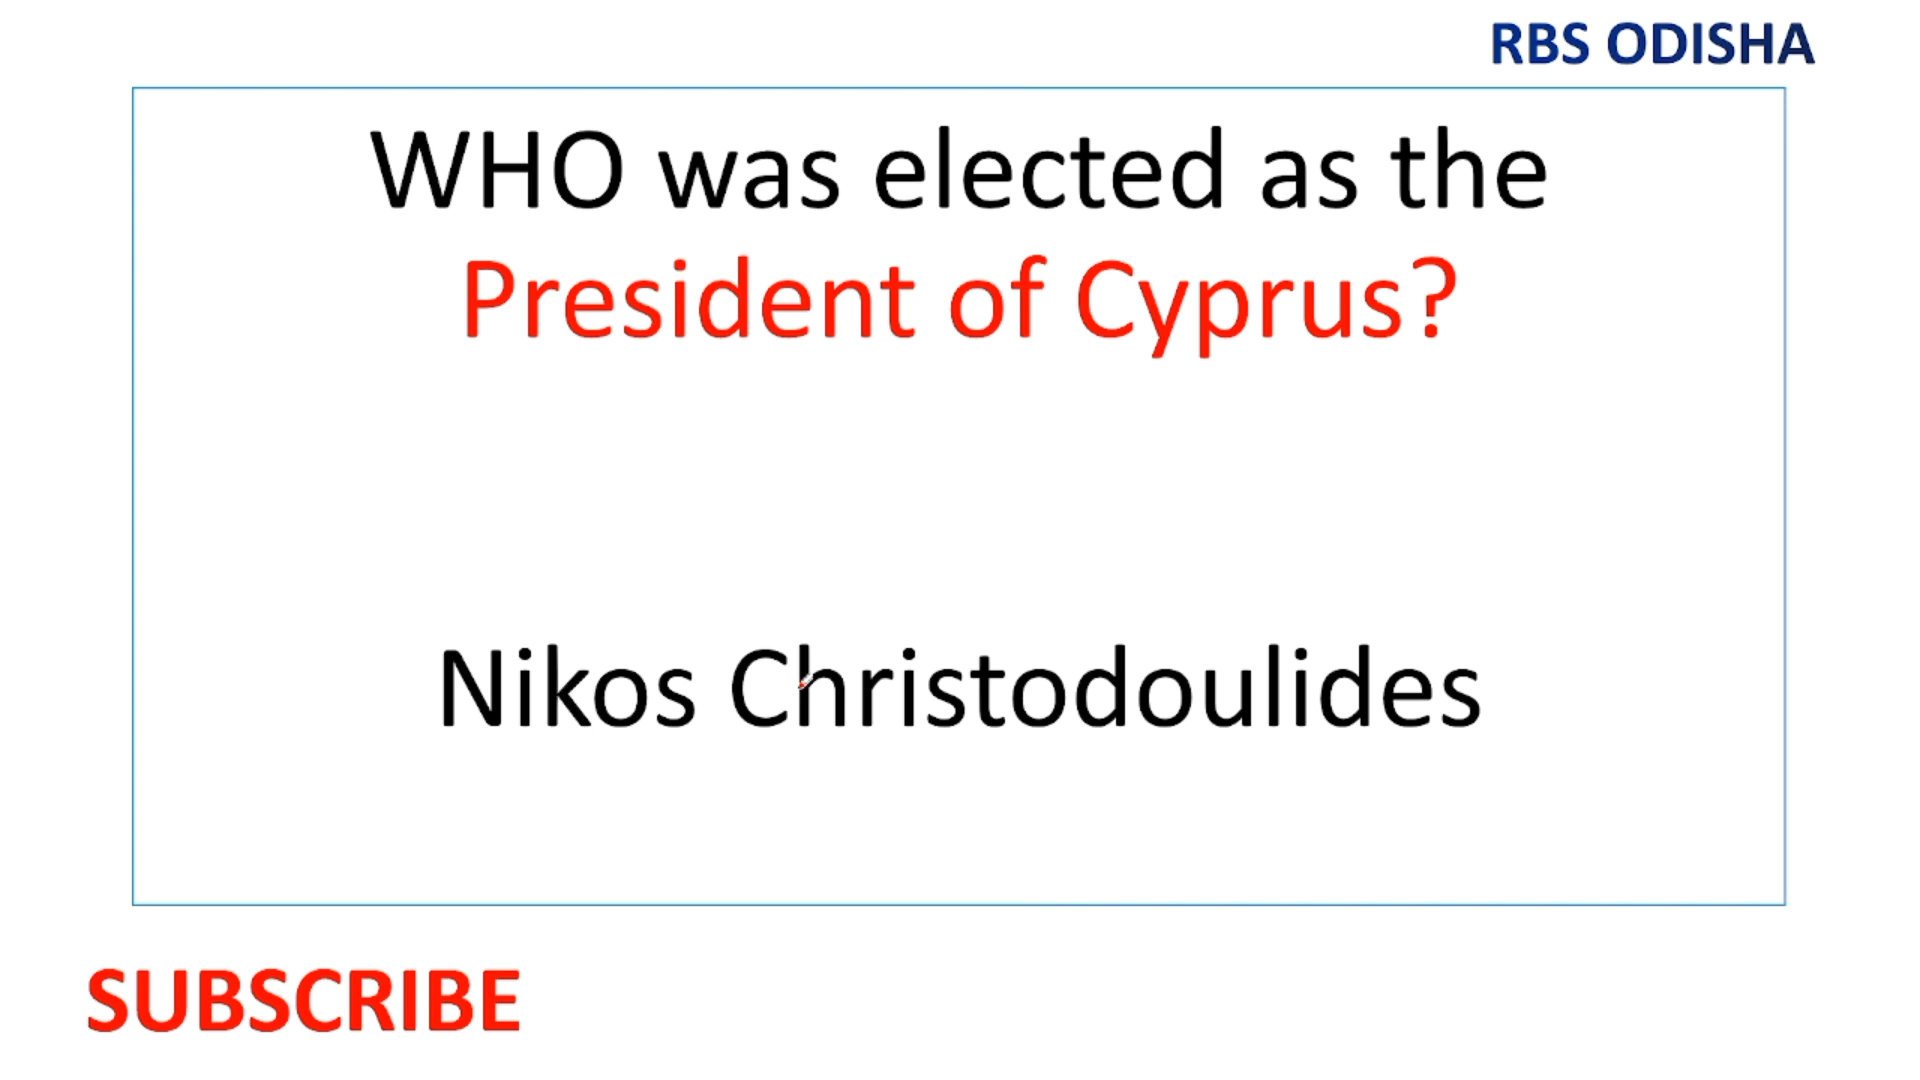 RBS ODISHA
WHO was elected as the
President of Cyprus?
Nikos Christodoulides
SUBSCRIBE